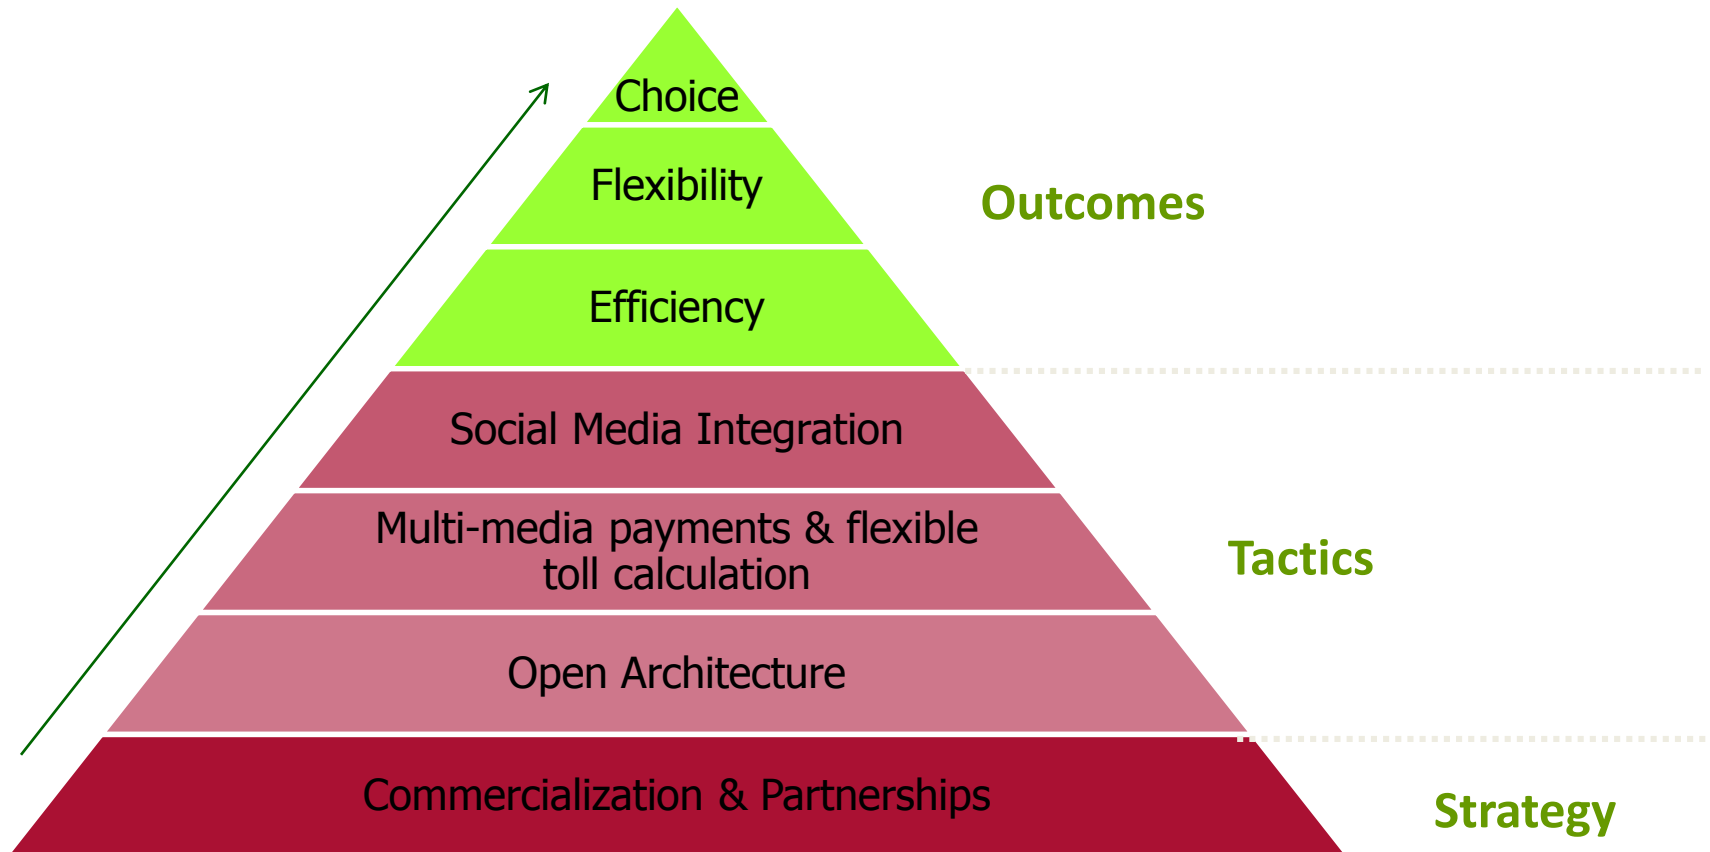 Choice
Flexibility
Outcomes
Efficiency
Social Media Integration
Multi-media payments & flexible
toll calculation
Tactics
Open Architecture
Commercialization & Partnerships
Strategy